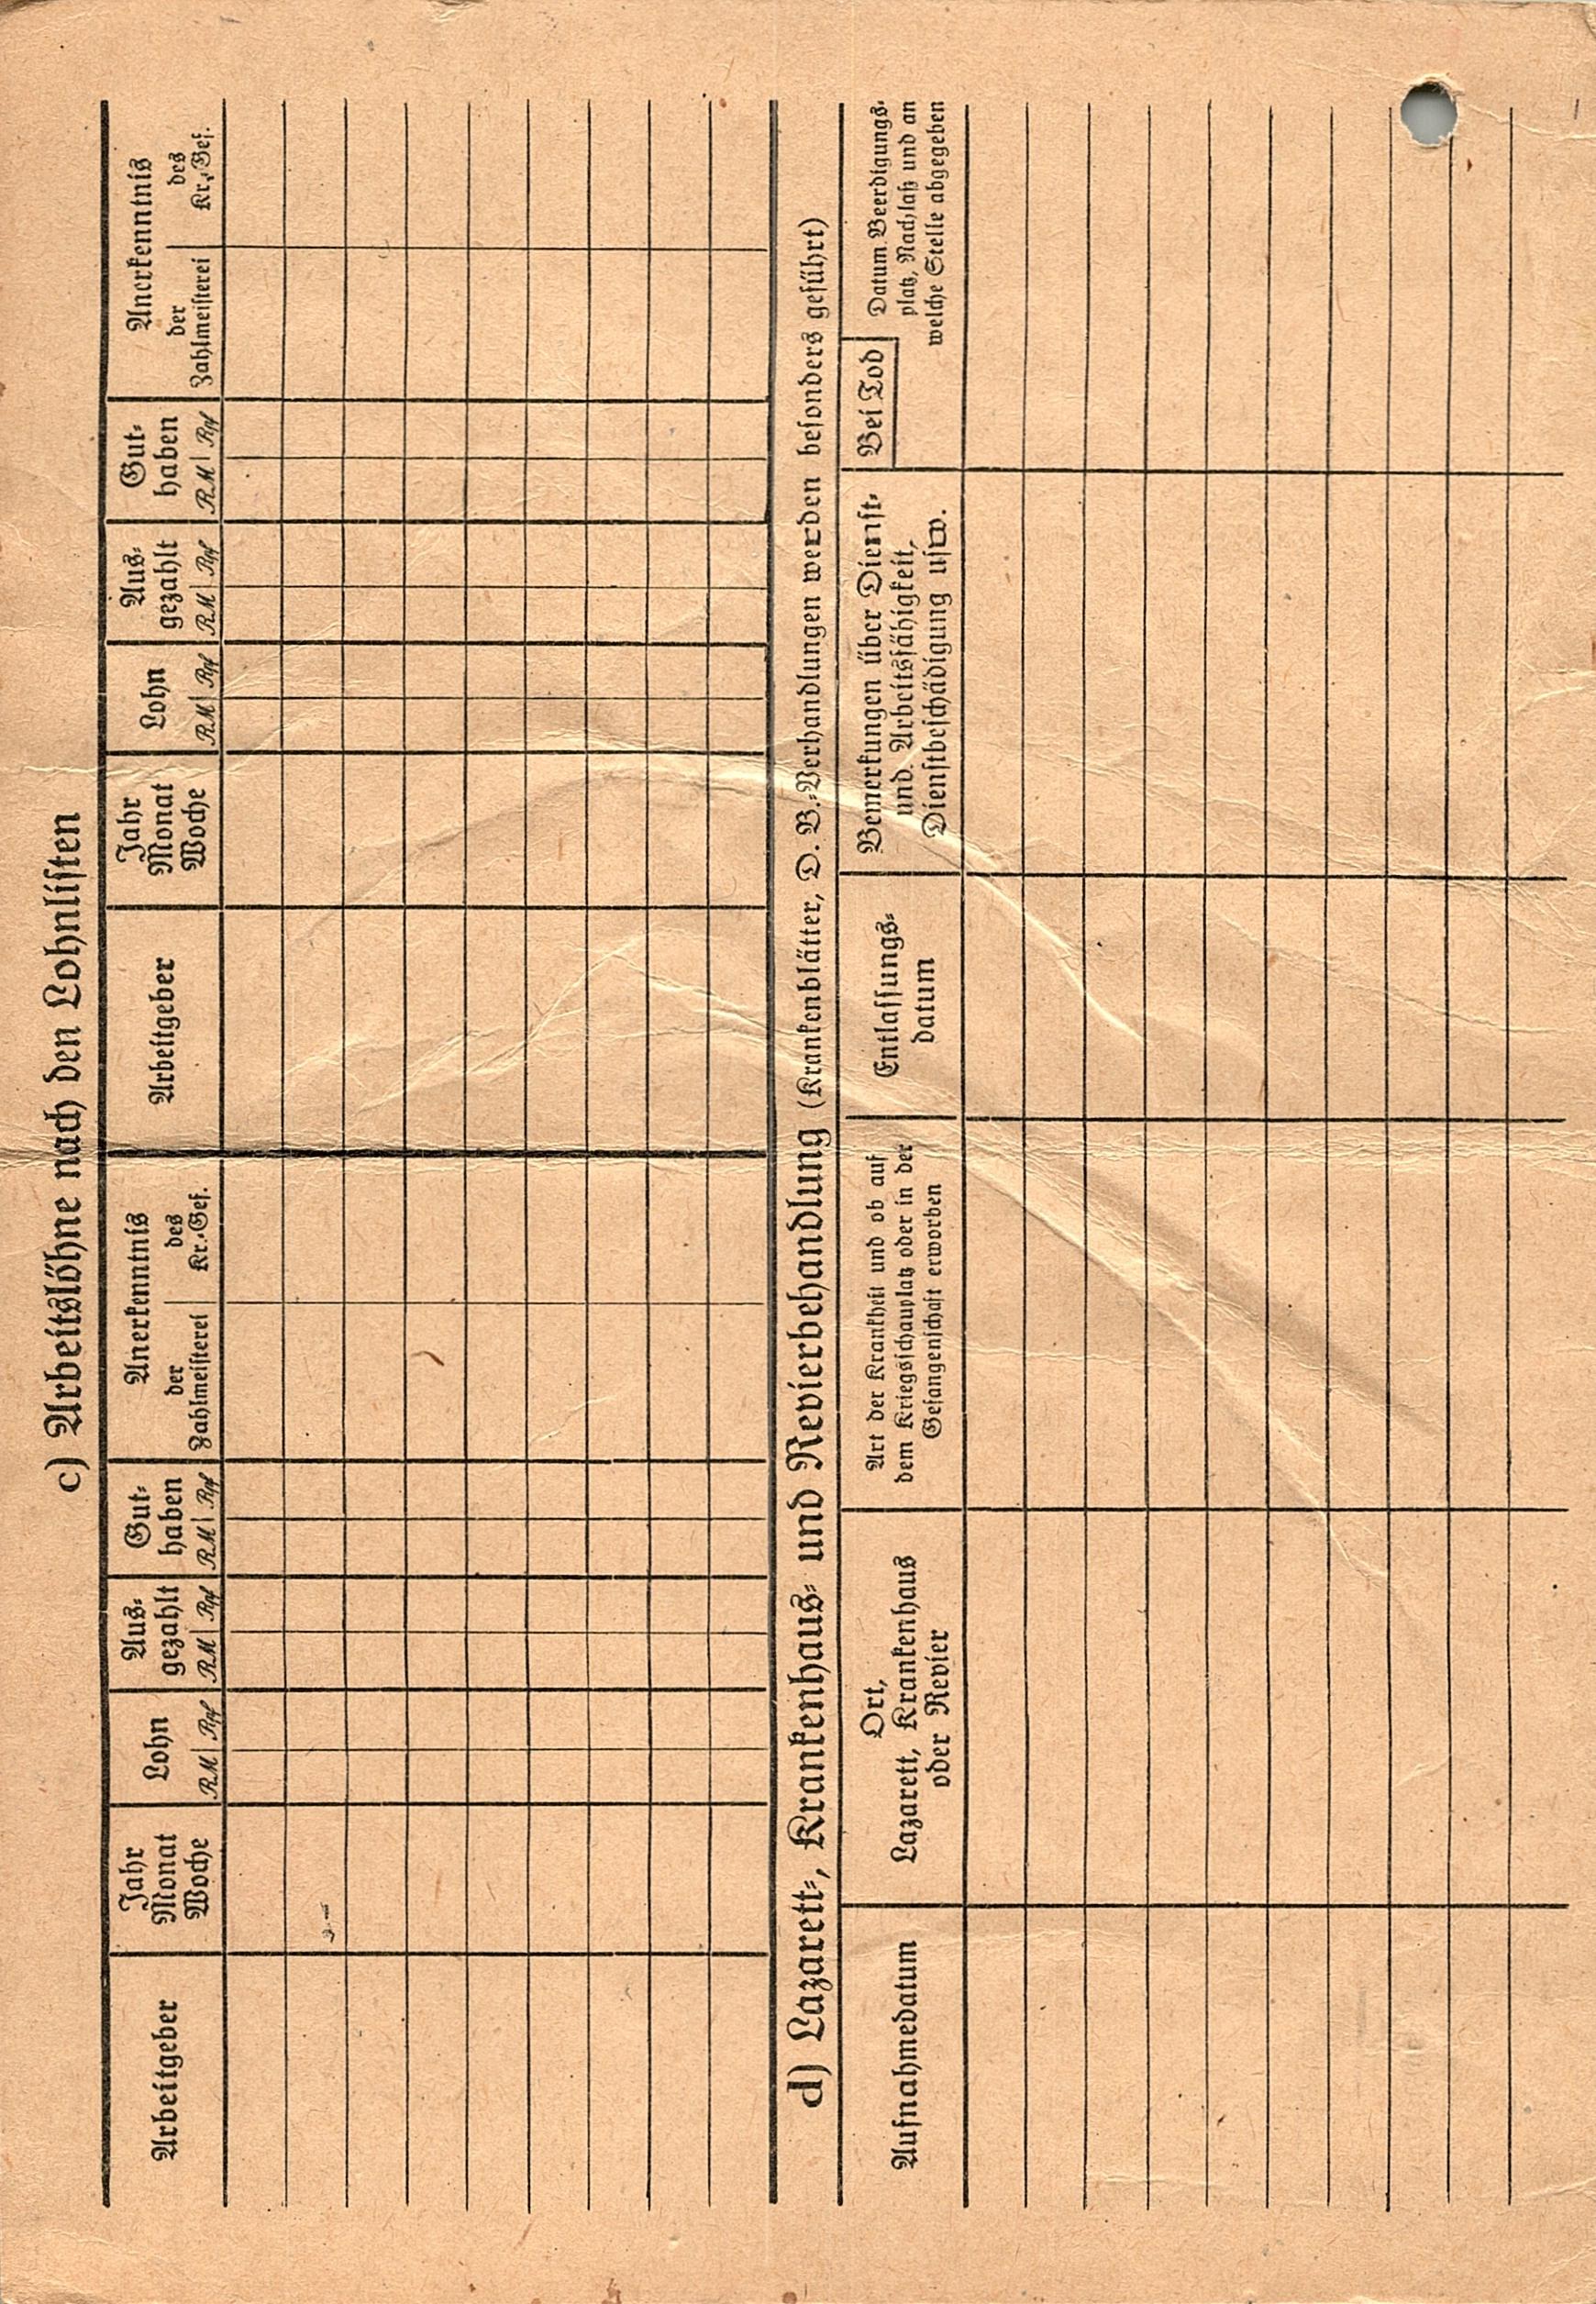 c) Arbeitslöhne nach den Lohnlisten
Arbeitgeber
Jahr
Monat
Woche
Lohn
RM Rpf
Aus-
gezahlt
RM Rpf
Gut-
haben
RM Rpf
Anerkenntnis
der
Zahlmeisterei
des
Kr.-Gef.
Arbeitgeber
Jahr
Monat
Woche
Lohn
RM Rpf
Aus-
gezahlt
RM Rpf
Gut-
haben
RM Rpf
Anerkenntnis
der
Zahlmeisterei
des
Kr.-Gef.
d) Lazarett-, Krankenhaus- und Revierbehandlung (Krankenblätter, D. B.-Verhandlungen werden besonders geführt)
Aufnahmedatum
Ort,
Lazarett, Krankenhaus
oder Revier
Art der Krankheit und ob auf
dem Kriegsschauplatz oder in der
Gefangenschaft erworben
Entlassungs-
datum
Bemerkungen über Dienst-
und. Arbeitsfähigkeit,
Dienstbeschädigung usw.
Bei Tod
Datum Beerdigungs-
platz, Nachlaß und an
welche Stelle abgegeben